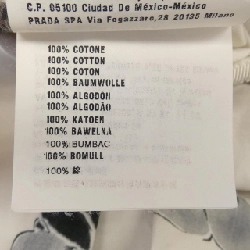 C.P. 05100 Ciudad De México-México
PRADA SPA Via Fogazzaro,28 20135 Milano
100% COTONE
100% COTTON
100% COTON
100% BAUMWOLLE
100% ALGODON
100% ALGODÃO
100% KATOEN
100% BAWEŁNA
100% BUMBAC
100% BOMULL
100% 綿